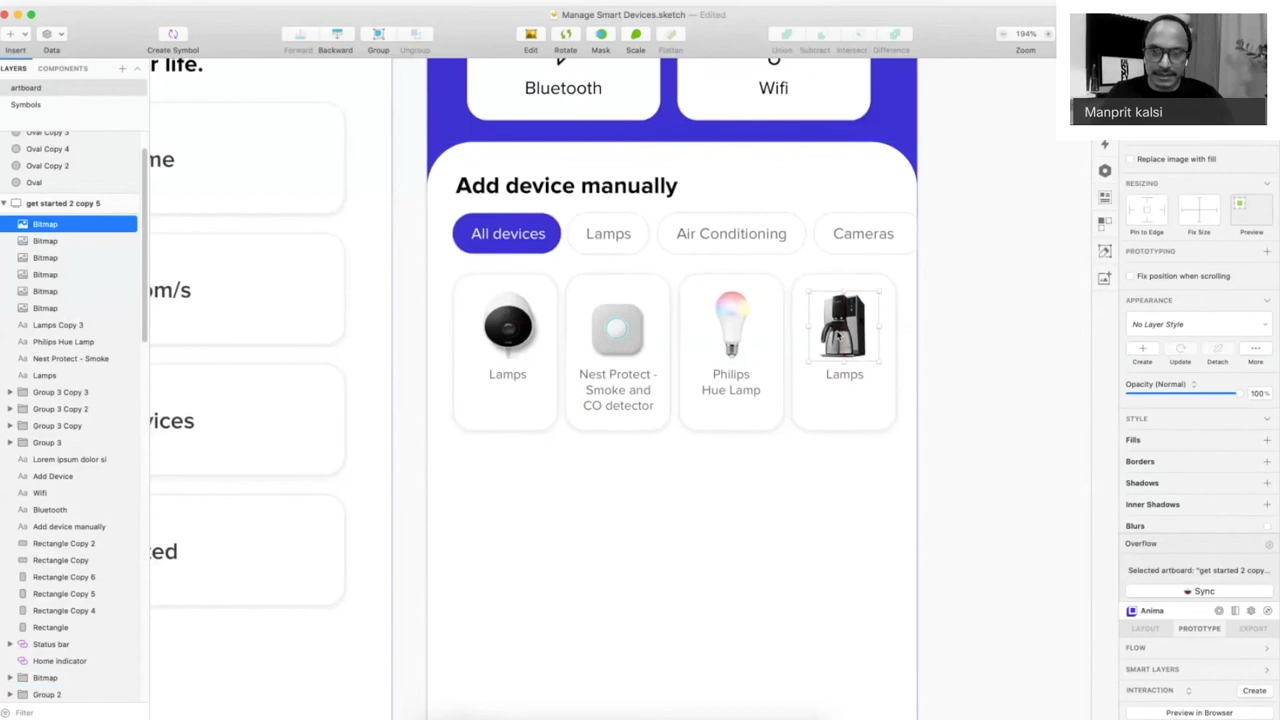 Manage Smart Devices.sketch — Edited
Insert Data Create Symbol Forward Backward Group Ungroup Edit Rotate Mask Scale Flatten Union Subtract Intersect Difference Zoom
194%
Manprit kalsi
LAYERS COMPONENTS
artboard
Symbols
Oval Copy 3
Oval Copy 4
Oval Copy 2
Oval
get started 2 copy 5
Bitmap
Bitmap
Bitmap
Bitmap
Bitmap
Bitmap
Lamps Copy 3
Philips Hue Lamp
Nest Protect - Smoke
Lamps
Group 3 Copy 3
Group 3 Copy 2
Group 3 Copy
Group 3
Lorem ipsum dolor si
Add Device
Wifi
Bluetooth
Add device manually
Rectangle Copy 2
Rectangle Copy
Rectangle Copy 6
Rectangle Copy 5
Rectangle Copy 4
Rectangle
Status bar
Home indicator
Bitmap
Group 2
Filter
r life.
me
om/s
vices
ted
Bluetooth Wifi
Add device manually
All devices Lamps Air Conditioning Cameras
Lamps
Nest Protect -
Smoke and
CO detector
Philips
Hue Lamp
Lamps
Replace image with fill
RESIZING
Pin to Edge Fix Size Preview
PROTOTYPING
Fix position when scrolling
APPEARANCE
No Layer Style
Create Update Detach More
Opacity (Normal) 100%
STYLE
Fills
Borders
Shadows
Inner Shadows
Blurs
Overflow
Selected artboard: "get started 2 copy...
Sync
Anima
LAYOUT PROTOTYPE EXPORT
FLOW
SMART LAYERS
INTERACTION Create
Preview in Browser